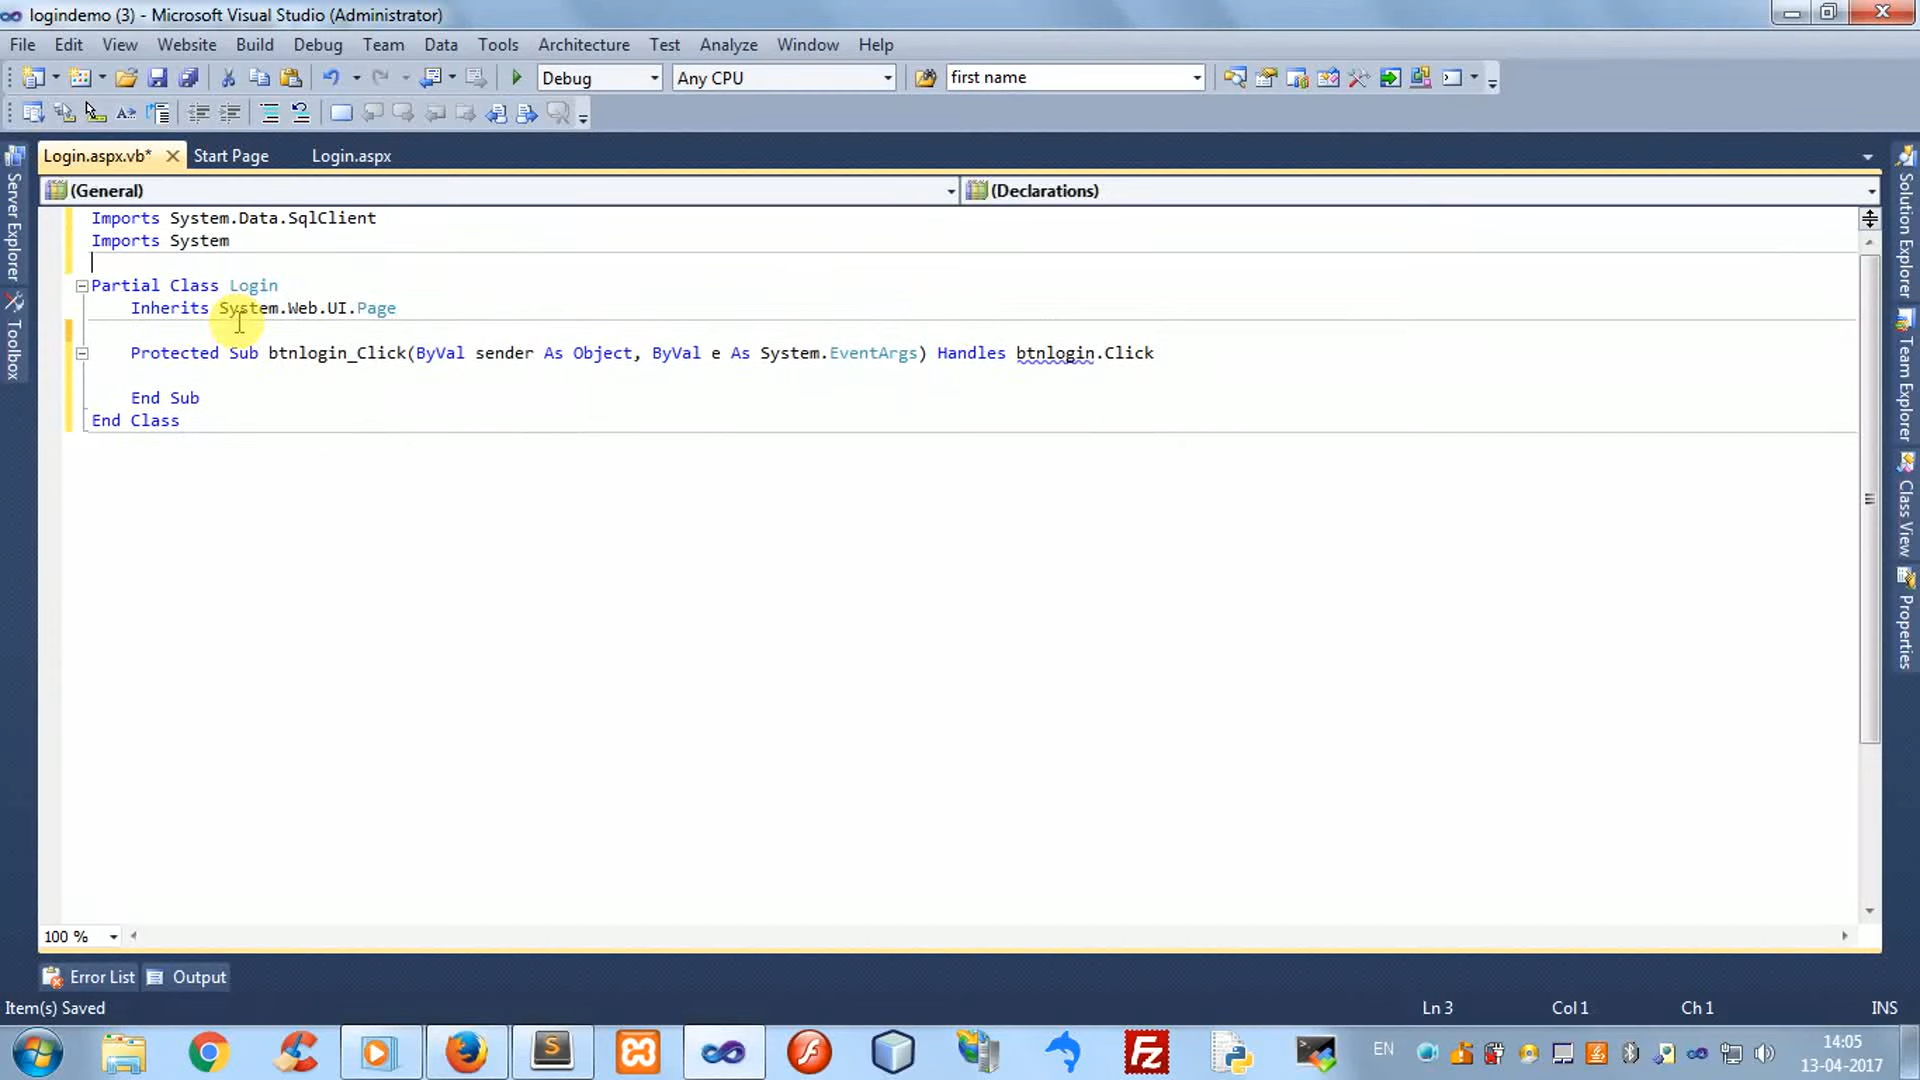 logindemo (3) - Microsoft Visual Studio (Administrator)
File Edit View Website Build Debug Team Data Tools Architecture Test Analyze Window Help
Debug Any CPU first name
Login.aspx.vb* Start Page Login.aspx
(General) (Declarations)
Imports System.Data.SqlClient
Imports System
Partial Class Login
Inherits System.Web.UI.Page
Protected Sub btnlogin_Click(ByVal sender As Object, ByVal e As System.EventArgs) Handles btnlogin.Click
End Sub
End Class
Server Explorer
Toolbox
Solution Explorer
Team Explorer
Class View
Properties
100 %
Error List Output
Item(s) Saved Ln 3 Col 1 Ch 1 INS
EN 14:05
13-04-2017